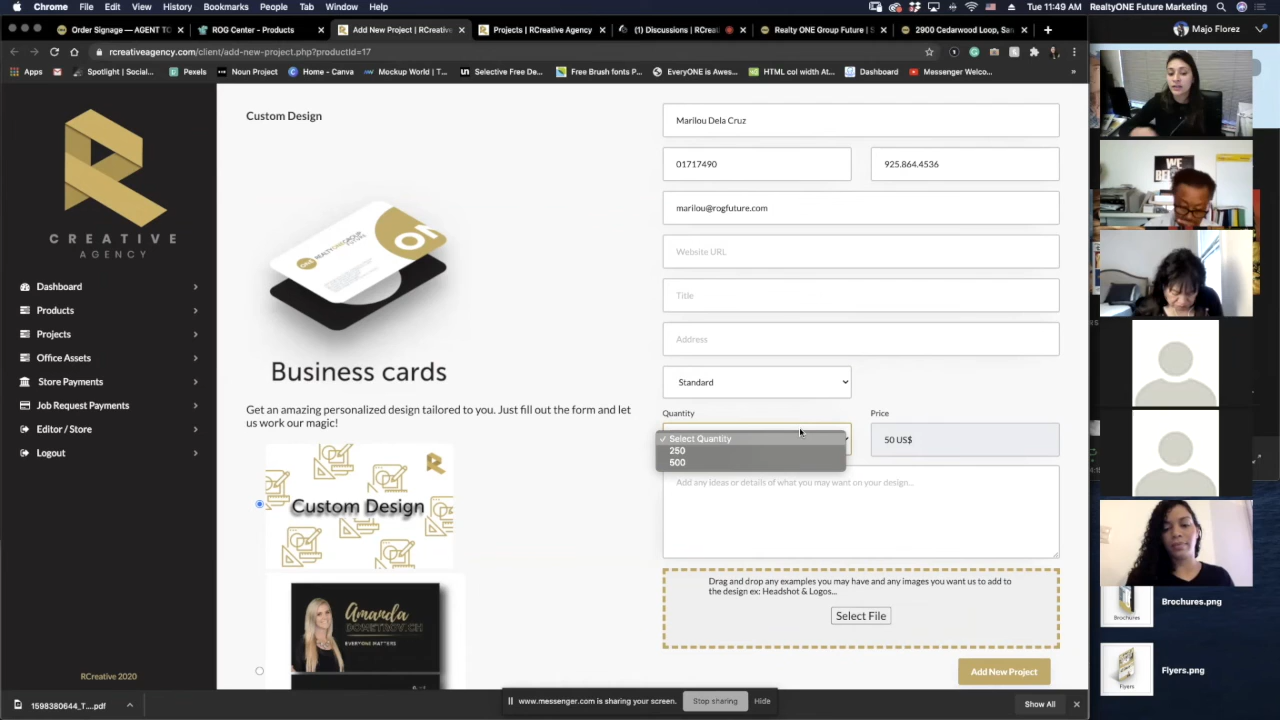 Chrome File Edit View History Bookmarks People Tab Window Help
Tue 11:49 AM RealtyONE Future Marketing
Order Signage — AGENT TO
ROG Center - Products
Add New Project | RCreative
Projects | RCreative Agency
(1) Discussions | RCrea
Realty ONE Group Future |
2900 Cedarwood Loop, San
rcreativeagency.com/client/add-new-project.php?productId=17
Apps
Spotlight | Social...
Pexels
Noun Project
Home - Canva
Mockup World | T...
Selective Free De...
Free Brush fonts P...
EveryONE is Awes...
HTML col width At...
Dashboard
Messenger Welco...
»
Majo Florez
CREATIVE
AGENCY
Dashboard
Products
Projects
Office Assets
Store Payments
Job Request Payments
Editor / Store
Logout
RCreative 2020
Custom Design
Business cards
Get an amazing personalized design tailored to you. Just fill out the form and let
us work our magic!
Custom Design
Amanda
EVERYONE MATTERS
Marilou Dela Cruz
01717490
925.864.4536
marilou@rogfuture.com
Website URL
Title
Address
Standard
Quantity
Price
✓ Select Quantity
250
500
50 US$
Add any ideas or details of what you may want on your design...
Drag and drop any examples you may have and any images you want us to add to
the design ex: Headshot & Logos...
Select File
Add New Project
Brochures.png
Flyers.png
1598380644_T....pdf
www.messenger.com is sharing your screen.
Stop sharing
Hide
Show All